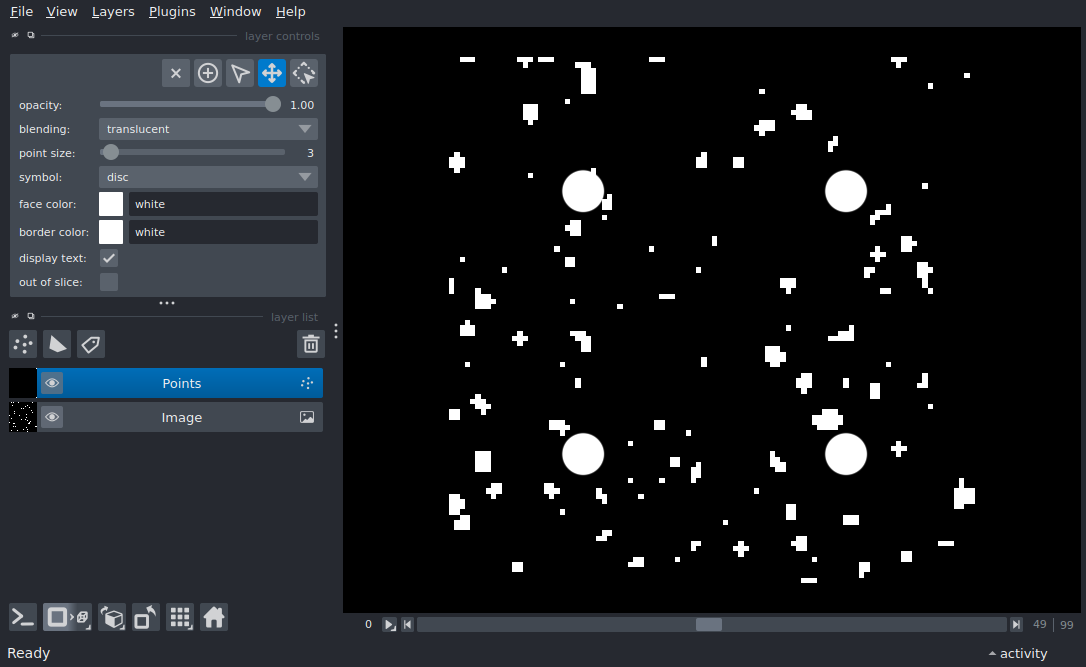 File View Layers Plugins Window Help
layer controls
opacity: 1.00
blending: translucent
point size: 3
symbol: disc
face color: white
border color: white
display text:
out of slice:
layer list
Points
Image
0 49 | 99
Ready activity